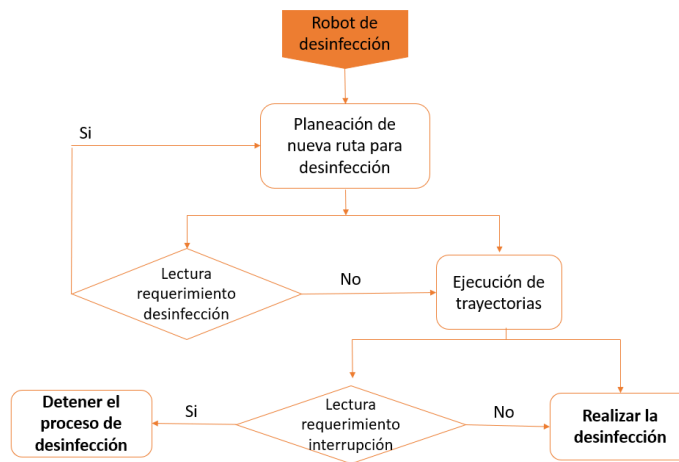 Robot de
desinfección
Planeación de
nueva ruta para
desinfección
Si
Lectura
requerimiento
desinfección
No
Ejecución de
trayectorias
Detener el
proceso de
desinfección
Si
Lectura
requerimiento
interrupción
No
Realizar la
desinfección